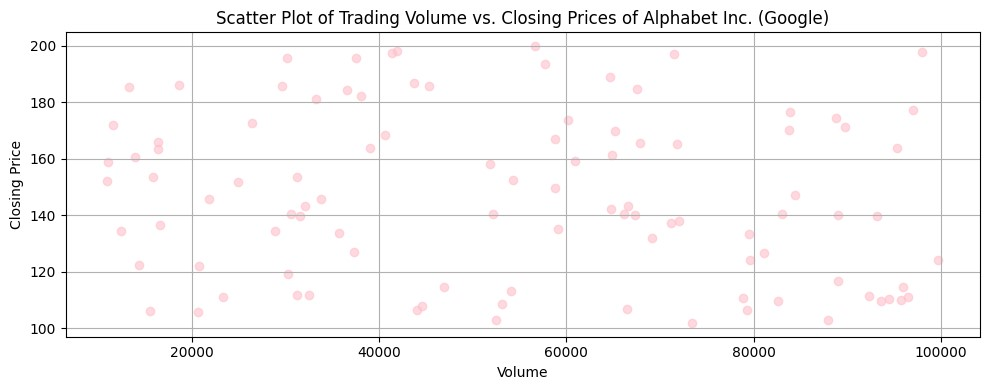 Scatter Plot of Trading Volume vs. Closing Prices of Alphabet Inc. (Google)
200
180
160
140
120
100
Closing Price
20000 40000 60000 80000 100000
Volume